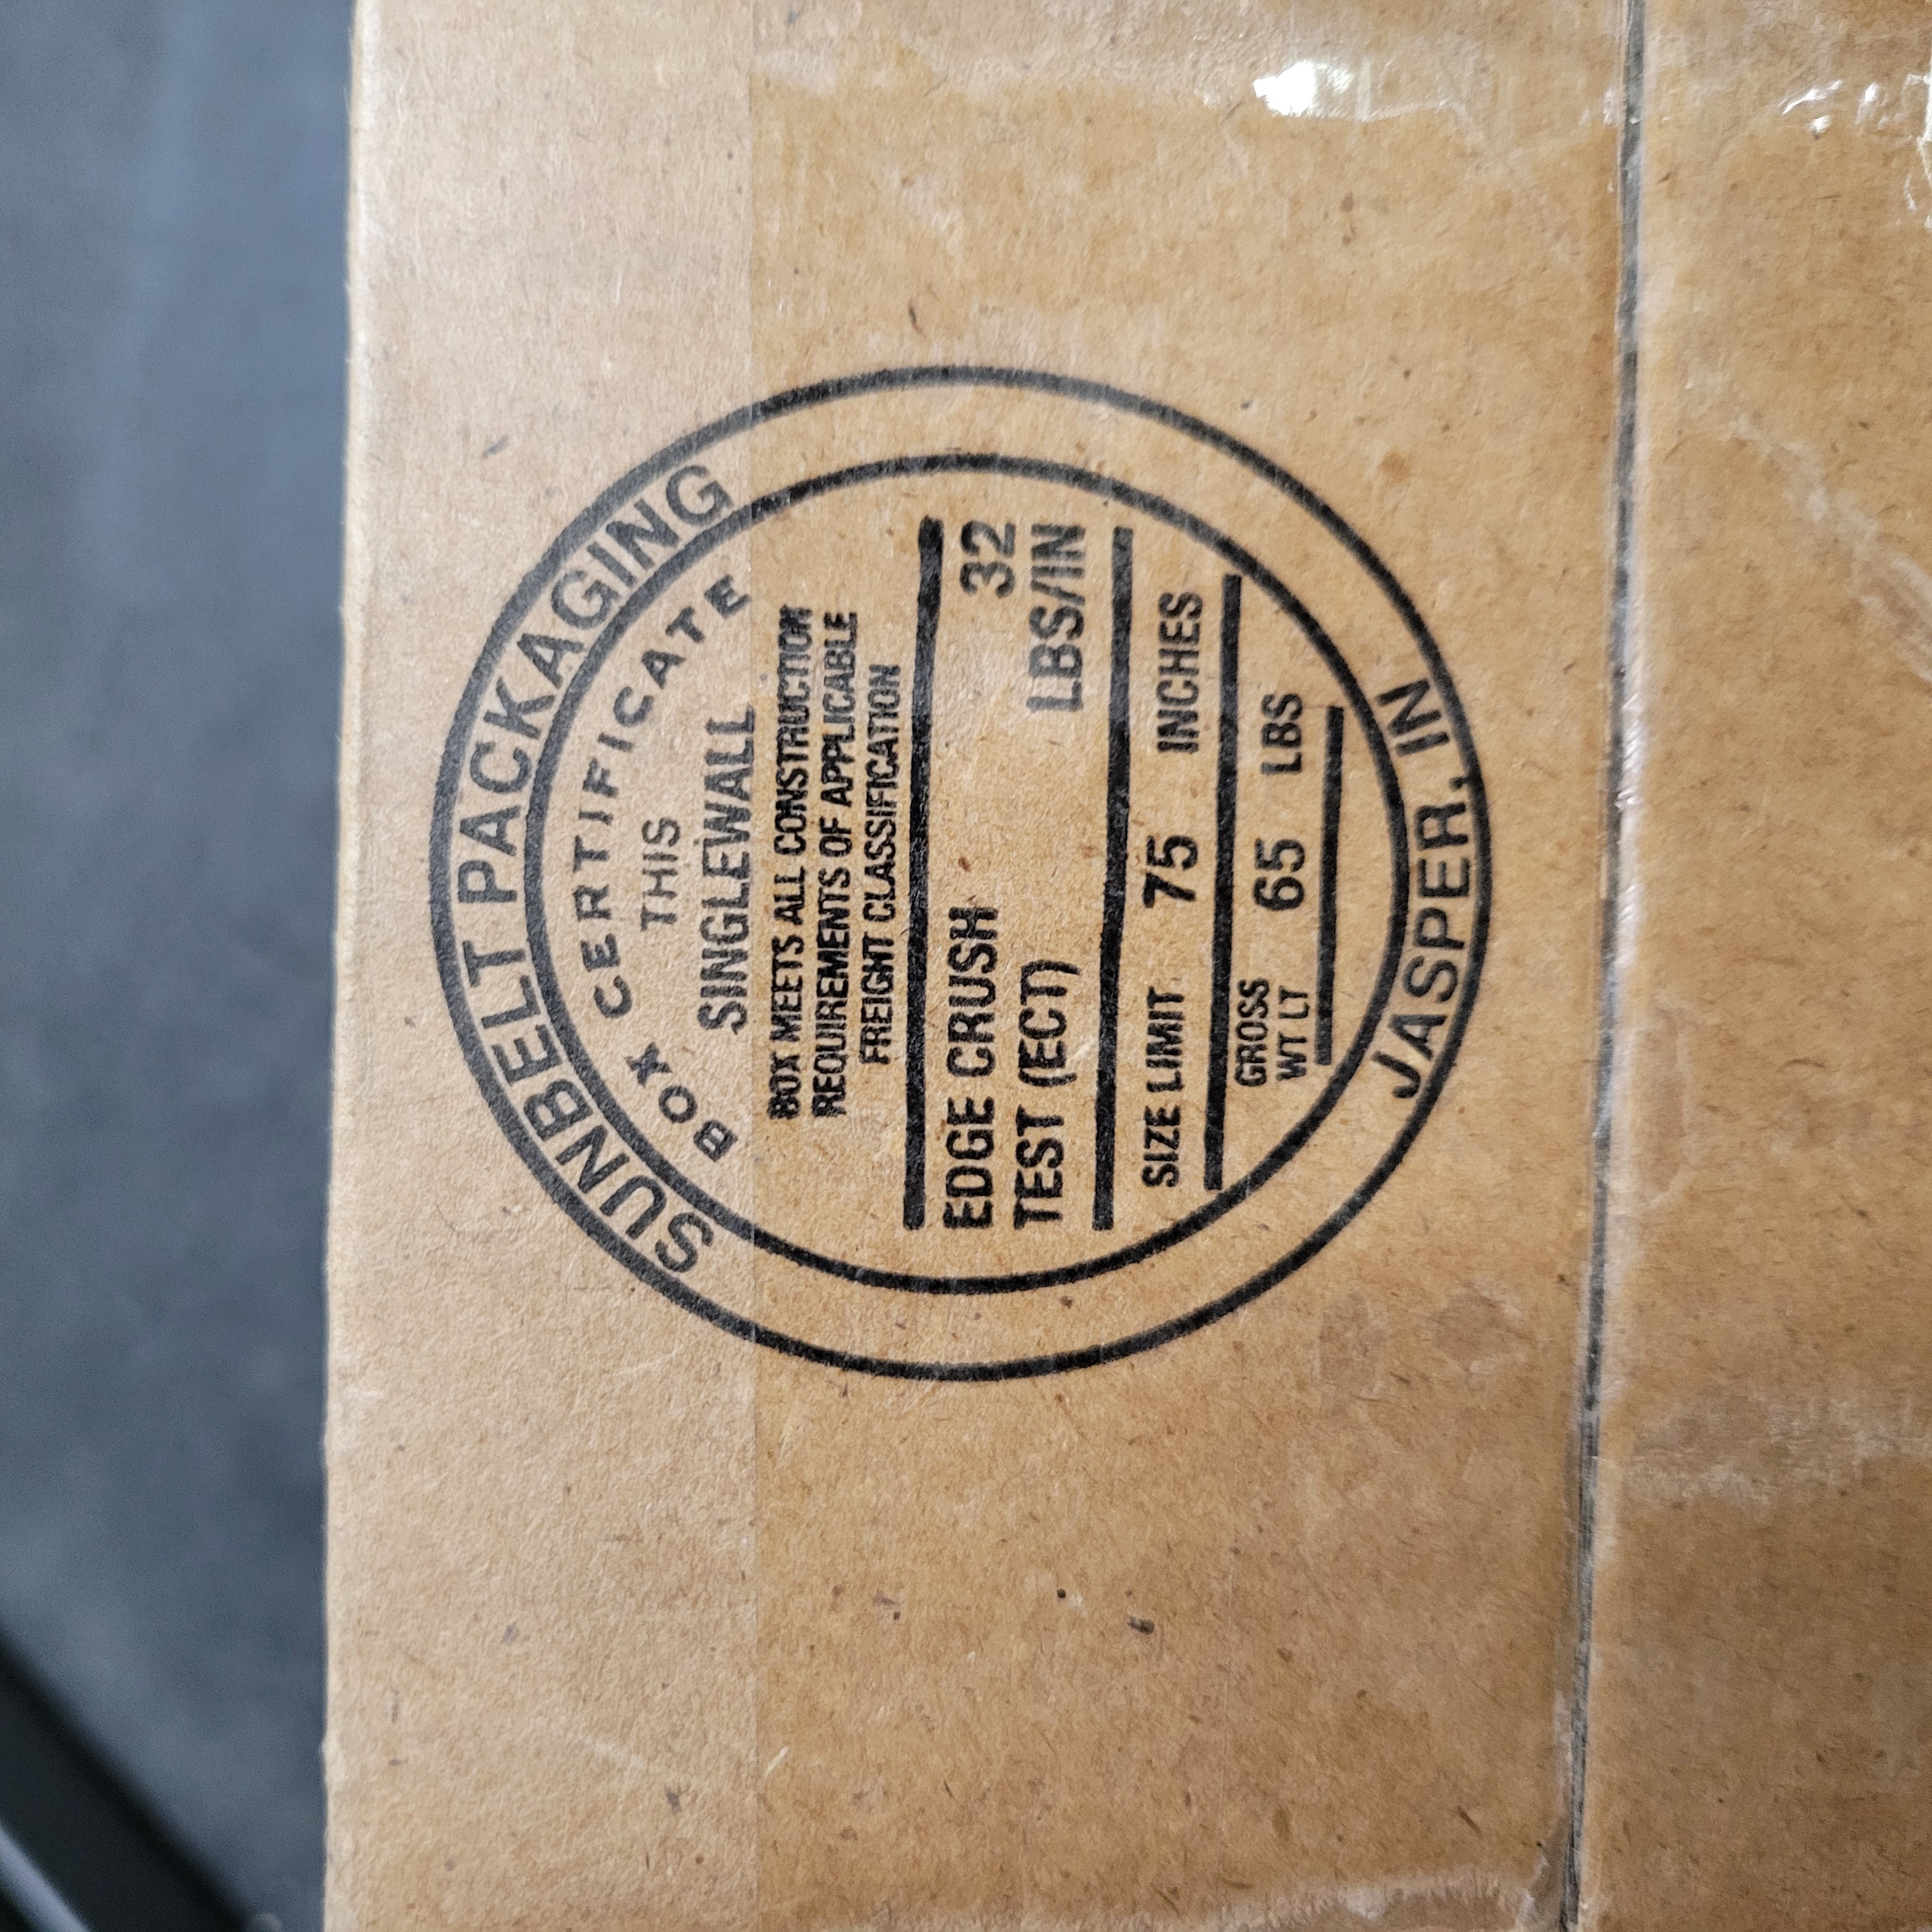 SUNBELT PACKAGING
BOX CERTIFICATE
THIS
SINGLEWALL
BOX MEETS ALL CONSTRUCTION
REQUIREMENTS OF APPLICABLE
FREIGHT CLASSIFICATION
EDGE CRUSH 32
TEST (ECT) LBS/IN
SIZE LIMIT 75 INCHES
GROSS
WT LT 65 LBS
JASPER, IN